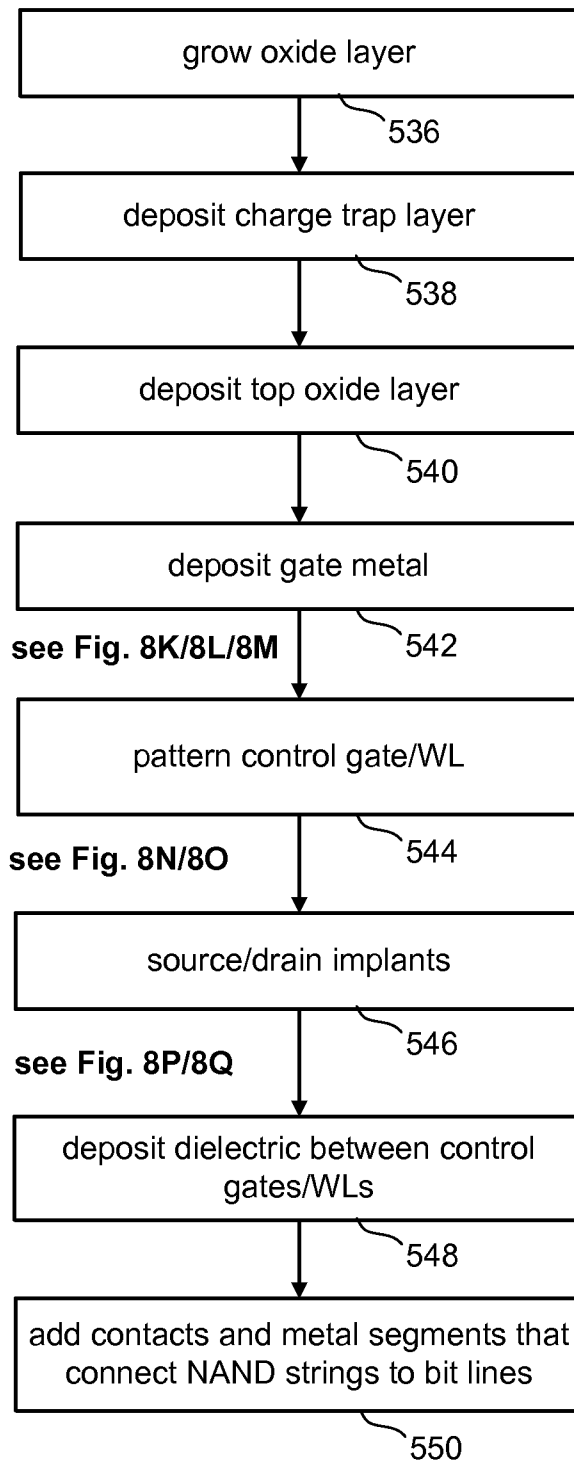 grow oxide layer
536
deposit charge trap layer
538
deposit top oxide layer
540
deposit gate metal
542
see Fig. 8K/8L/8M
pattern control gate/WL
544
see Fig. 8N/8O
source/drain implants
546
see Fig. 8P/8Q
deposit dielectric between control
gates/WLs
548
add contacts and metal segments that
connect NAND strings to bit lines
550